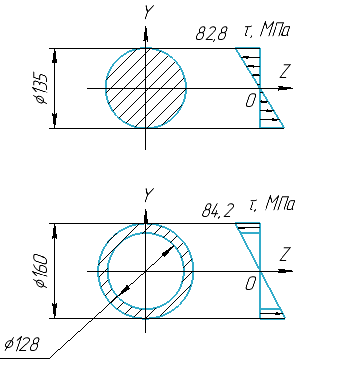 Y
82,8 τ, МПа
Z
O
ϕ135
Y
84,2 τ, МПа
Z
O
ϕ160
ϕ128